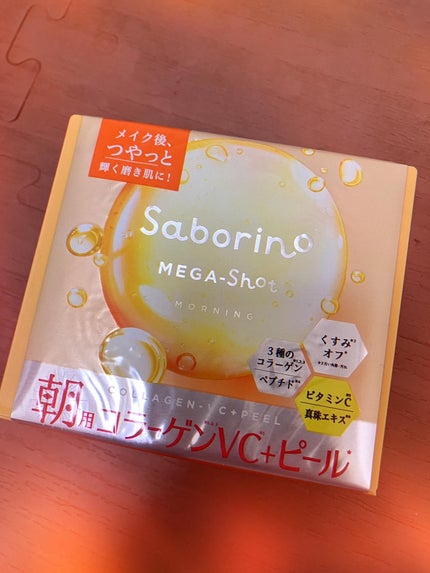 メイク後、
つやっと
輝く磨き肌に!
Saborino
MEGA-Shot
MORNING
3種の
コラーゲン
ペプチド
くすみ
オフ
ビタミンC
真珠エキス
COLLAGEN-VC+PEEL
朝用コラーゲンVC+ピール